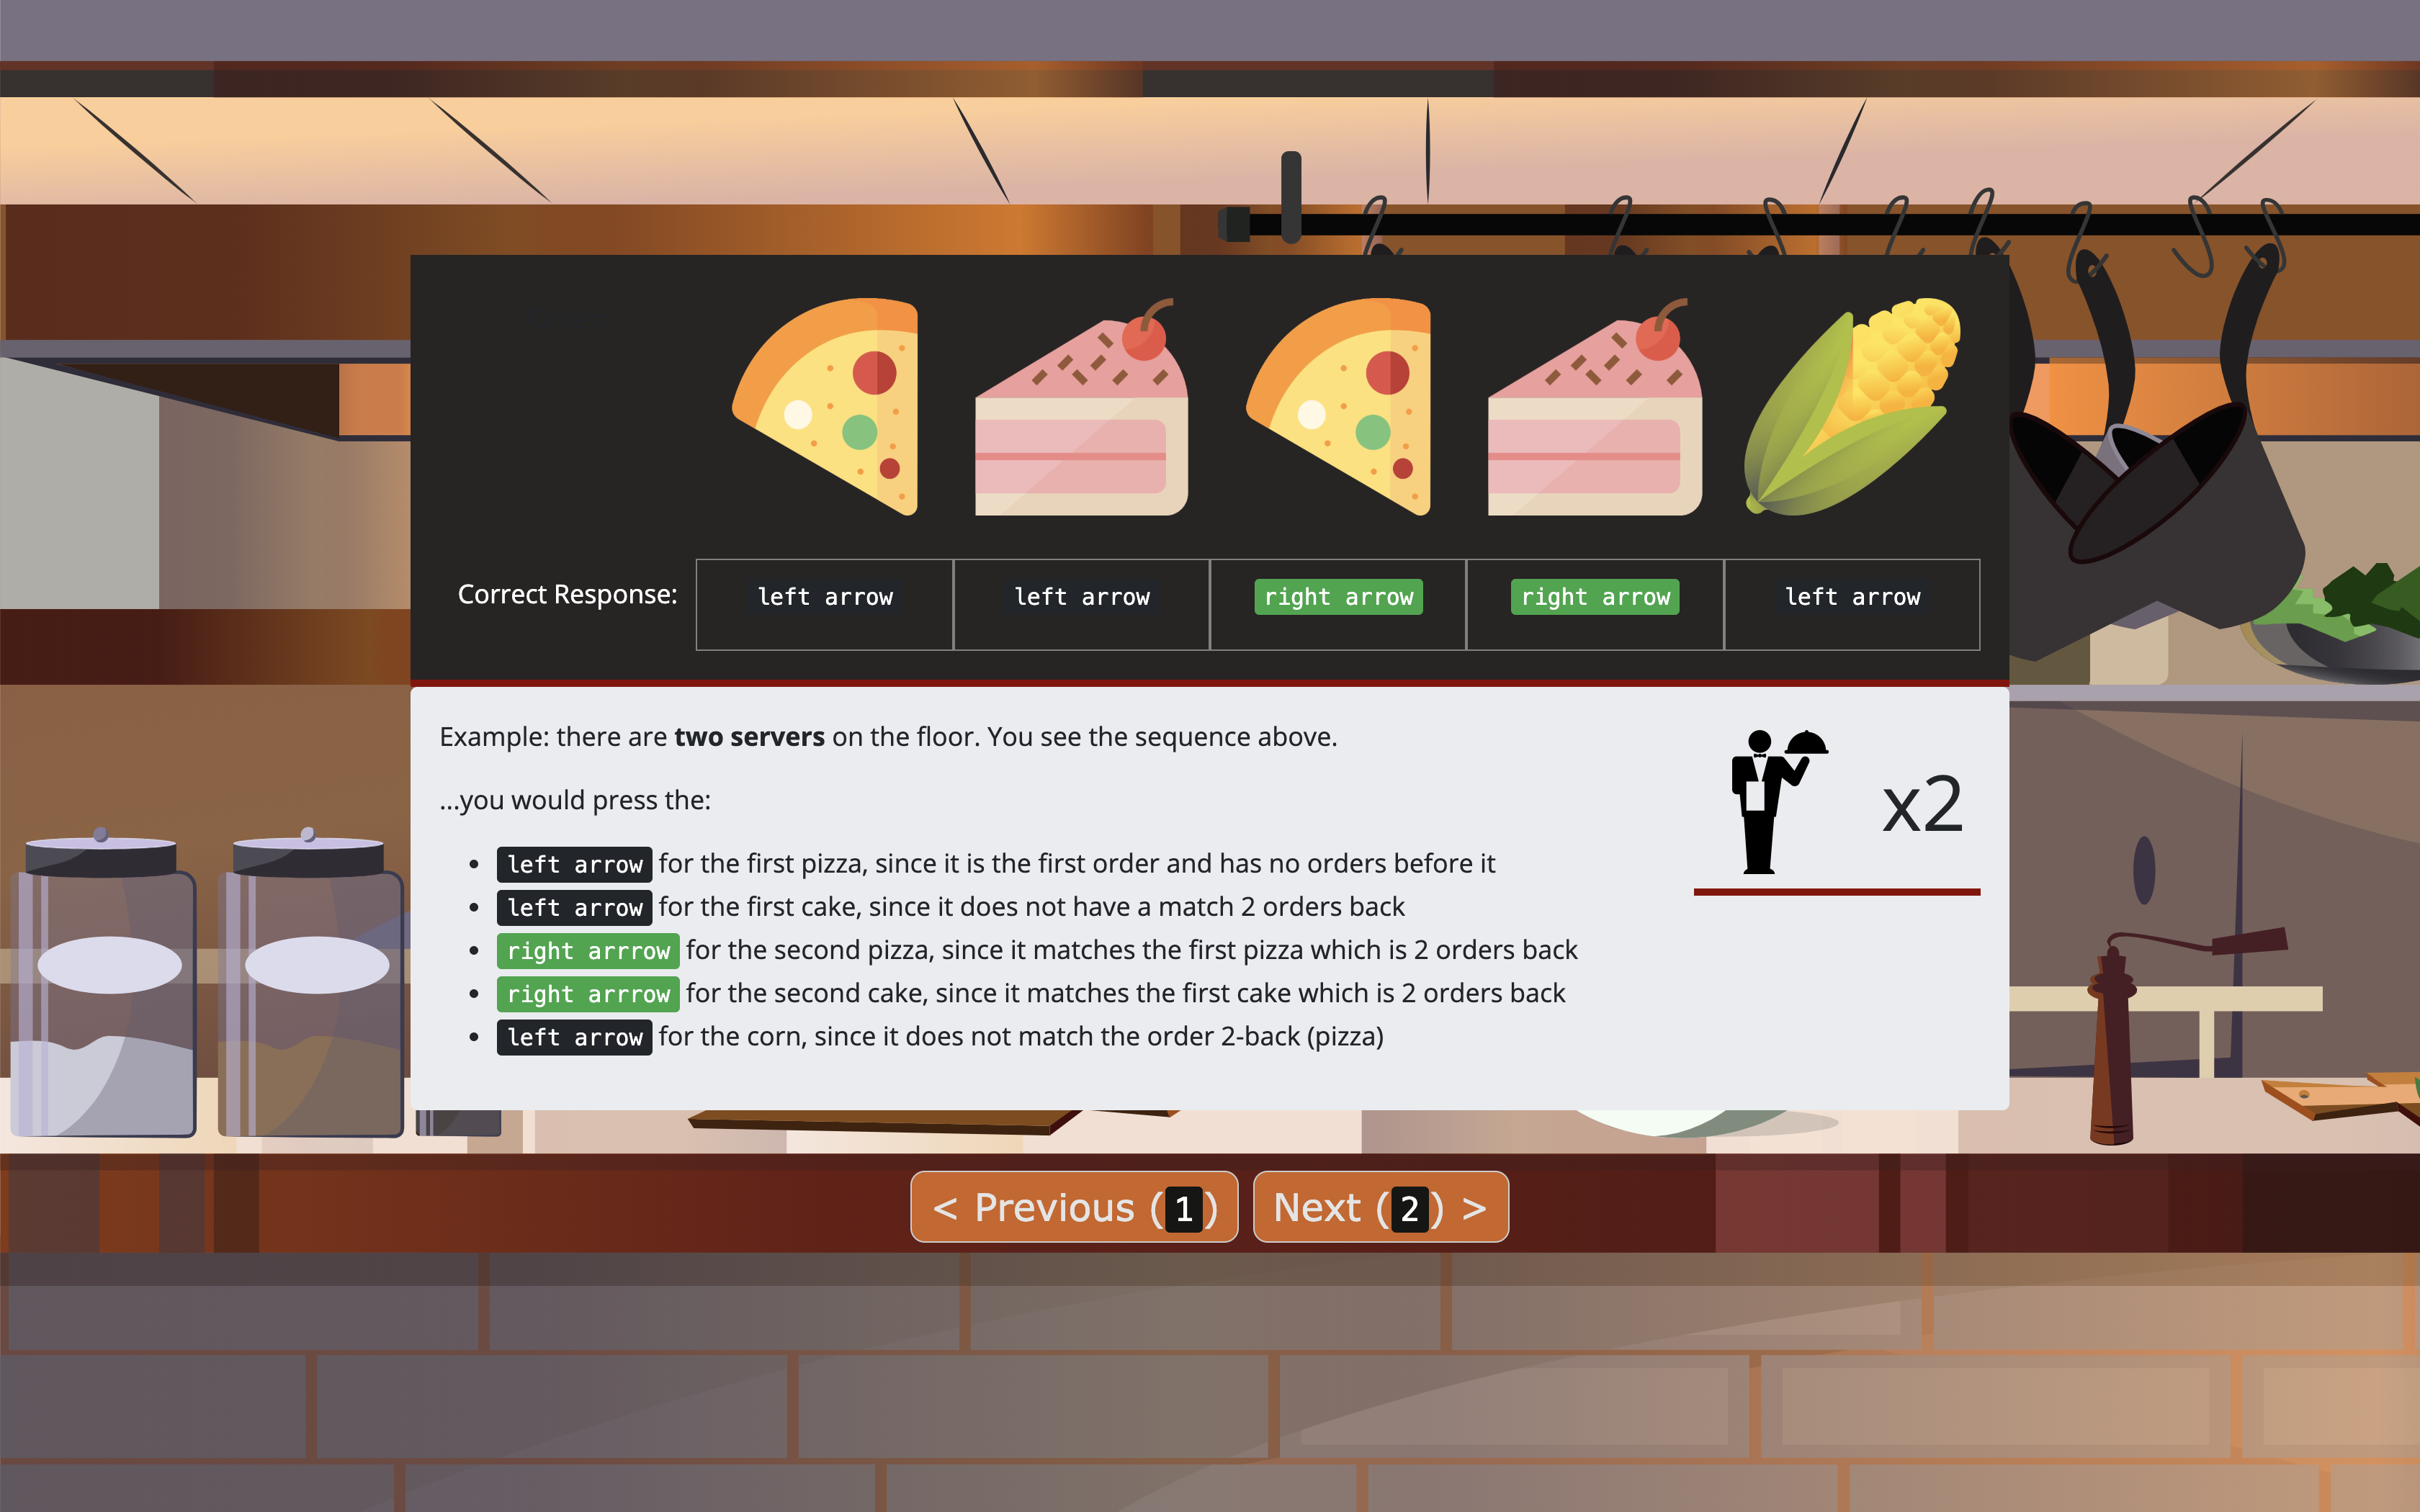 Correct Response: left arrow left arrow right arrow right arrow left arrow
Example: there are two servers on the floor. You see the sequence above.
...you would press the:
• left arrow for the first pizza, since it is the first order and has no orders before it
• left arrow for the first cake, since it does not have a match 2 orders back
• right arrrow for the second pizza, since it matches the first pizza which is 2 orders back
• right arrrow for the second cake, since it matches the first cake which is 2 orders back
• left arrow for the corn, since it does not match the order 2-back (pizza)
x2
< Previous (1) Next (2) >